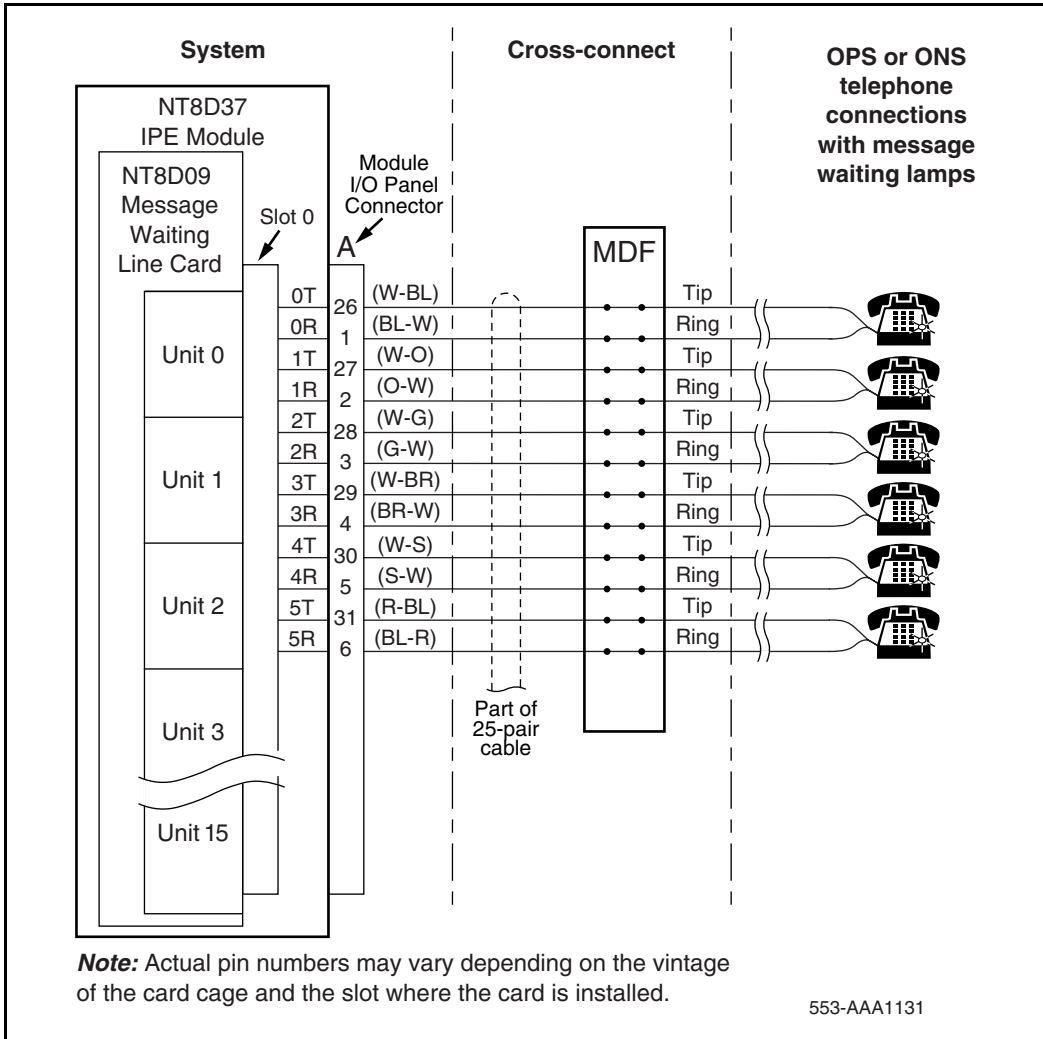 System
Cross-connect
OPS or ONS
telephone
connections
with message
waiting lamps
NT8D37
IPE Module
NT8D09
Message
Waiting
Line Card
Slot 0
Module
I/O Panel
Connector
A
MDF
Unit 0
Unit 1
Unit 2
Unit 3
Unit 15
0T 26 (W-BL) Tip
0R 1 (BL-W) Ring
1T 27 (W-O) Tip
1R 2 (O-W) Ring
2T 28 (W-G) Tip
2R 3 (G-W) Ring
3T 29 (W-BR) Tip
3R 4 (BR-W) Ring
4T 30 (W-S) Tip
4R 5 (S-W) Ring
5T 31 (R-BL) Tip
5R 6 (BL-R) Ring
Part of
25-pair
cable
Note: Actual pin numbers may vary depending on the vintage
of the card cage and the slot where the card is installed.
553-AAA1131